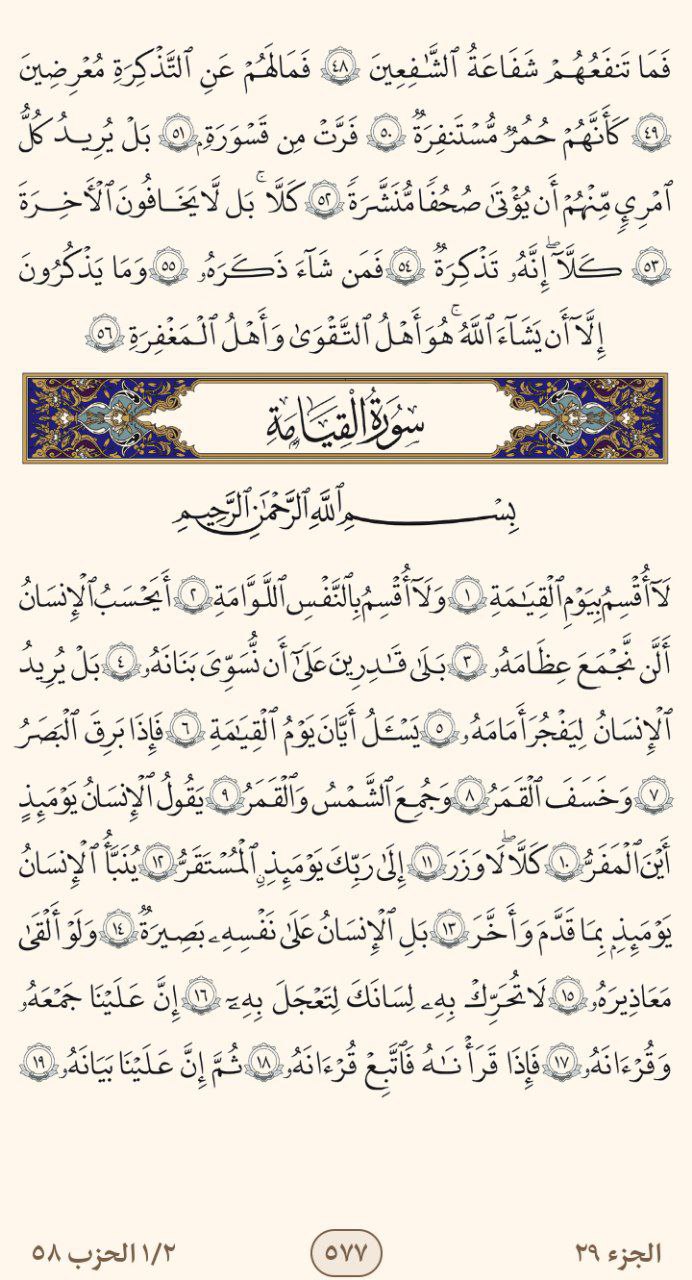 فَمَا تَنفَعُهُمْ شَفَـٰعَةُ ٱلشَّـٰفِعِينَ ٤٨ فَمَا لَهُمْ عَنِ ٱلتَّذْكِرَةِ مُعْرِضِينَ
٤٩ كَأَنَّهُمْ حُمُرٌ مُّسْتَنفِرَةٌ ٥٠ فَرَّتْ مِن قَسْوَرَةٍۭ ٥١ بَلْ يُرِيدُ كُلُّ
ٱمْرِئٍ مِّنْهُمْ أَن يُؤْتَىٰ صُحُفًا مُّنَشَّرَةً ٥٢ كَلَّا ۖ بَل لَّا يَخَافُونَ ٱلْـَٔاخِرَةَ
٥٣ كَلَّآ إِنَّهُۥ تَذْكِرَةٌ ٥٤ فَمَن شَآءَ ذَكَرَهُۥ ٥٥ وَمَا يَذْكُرُونَ
إِلَّآ أَن يَشَآءَ ٱللَّهُ ۚ هُوَ أَهْلُ ٱلتَّقْوَىٰ وَأَهْلُ ٱلْمَغْفِرَةِ ٥٦
سُورَةُ الْقِيَامَةِ
بِسْمِ ٱللَّهِ ٱلرَّحْمَـٰنِ ٱلرَّحِيمِ
لَآ أُقْسِمُ بِيَوْمِ ٱلْقِيَـٰمَةِ ١ وَلَآ أُقْسِمُ بِٱلنَّفْسِ ٱللَّوَّامَةِ ٢ أَيَحْسَبُ ٱلْإِنسَـٰنُ
أَلَّن نَّجْمَعَ عِظَامَهُۥ ٣ بَلَىٰ قَـٰدِرِينَ عَلَىٰٓ أَن نُّسَوِّىَ بَنَانَهُۥ ٤ بَلْ يُرِيدُ
ٱلْإِنسَـٰنُ لِيَفْجُرَ أَمَامَهُۥ ٥ يَسْـَٔلُ أَيَّانَ يَوْمُ ٱلْقِيَـٰمَةِ ٦ فَإِذَا بَرِقَ ٱلْبَصَرُ
٧ وَخَسَفَ ٱلْقَمَرُ ٨ وَجُمِعَ ٱلشَّمْسُ وَٱلْقَمَرُ ٩ يَقُولُ ٱلْإِنسَـٰنُ يَوْمَئِذٍ
أَيْنَ ٱلْمَفَرُّ ١٠ كَلَّا لَا وَزَرَ ١١ إِلَىٰ رَبِّكَ يَوْمَئِذٍ ٱلْمُسْتَقَرُّ ١٢ يُنَبَّؤُا۟ ٱلْإِنسَـٰنُ
يَوْمَئِذٍۭ بِمَا قَدَّمَ وَأَخَّرَ ١٣ بَلِ ٱلْإِنسَـٰنُ عَلَىٰ نَفْسِهِۦ بَصِيرَةٌ ١٤ وَلَوْ أَلْقَىٰ
مَعَاذِيرَهُۥ ١٥ لَا تُحَرِّكْ بِهِۦ لِسَانَكَ لِتَعْجَلَ بِهِۦٓ ١٦ إِنَّ عَلَيْنَا جَمْعَهُۥ
وَقُرْءَانَهُۥ ١٧ فَإِذَا قَرَأْنَـٰهُ فَٱتَّبِعْ قُرْءَانَهُۥ ١٨ ثُمَّ إِنَّ عَلَيْنَا بَيَانَهُۥ ١٩
الجزء ٢٩ ٥٧٧ ١/٢ الحزب ٥٨